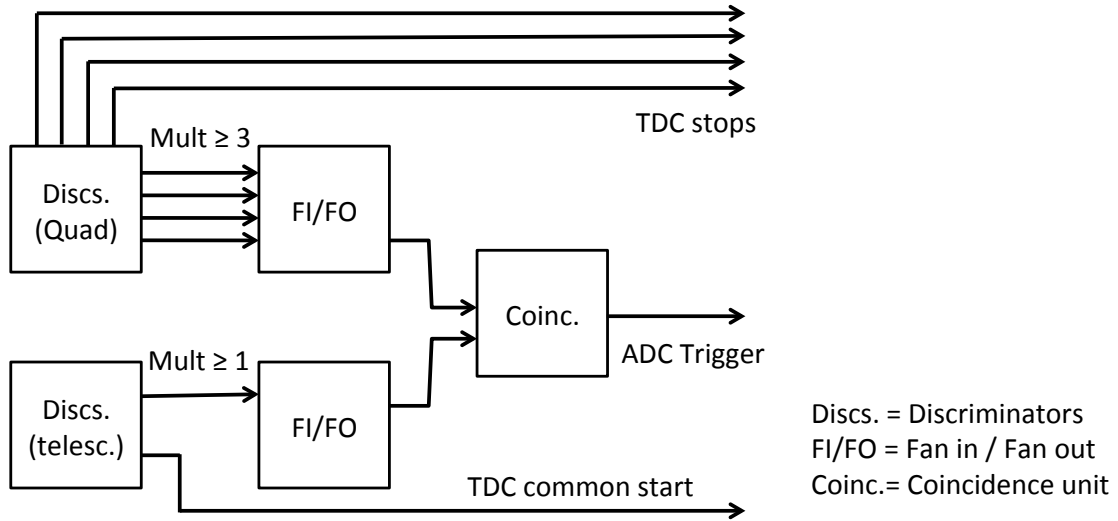 TDC stops
Mult ≥ 3
Discs.
(Quad)
FI/FO
Coinc.
ADC Trigger
Mult ≥ 1
Discs.
(telesc.)
FI/FO
TDC common start
Discs. = Discriminators
FI/FO = Fan in / Fan out
Coinc.= Coincidence unit